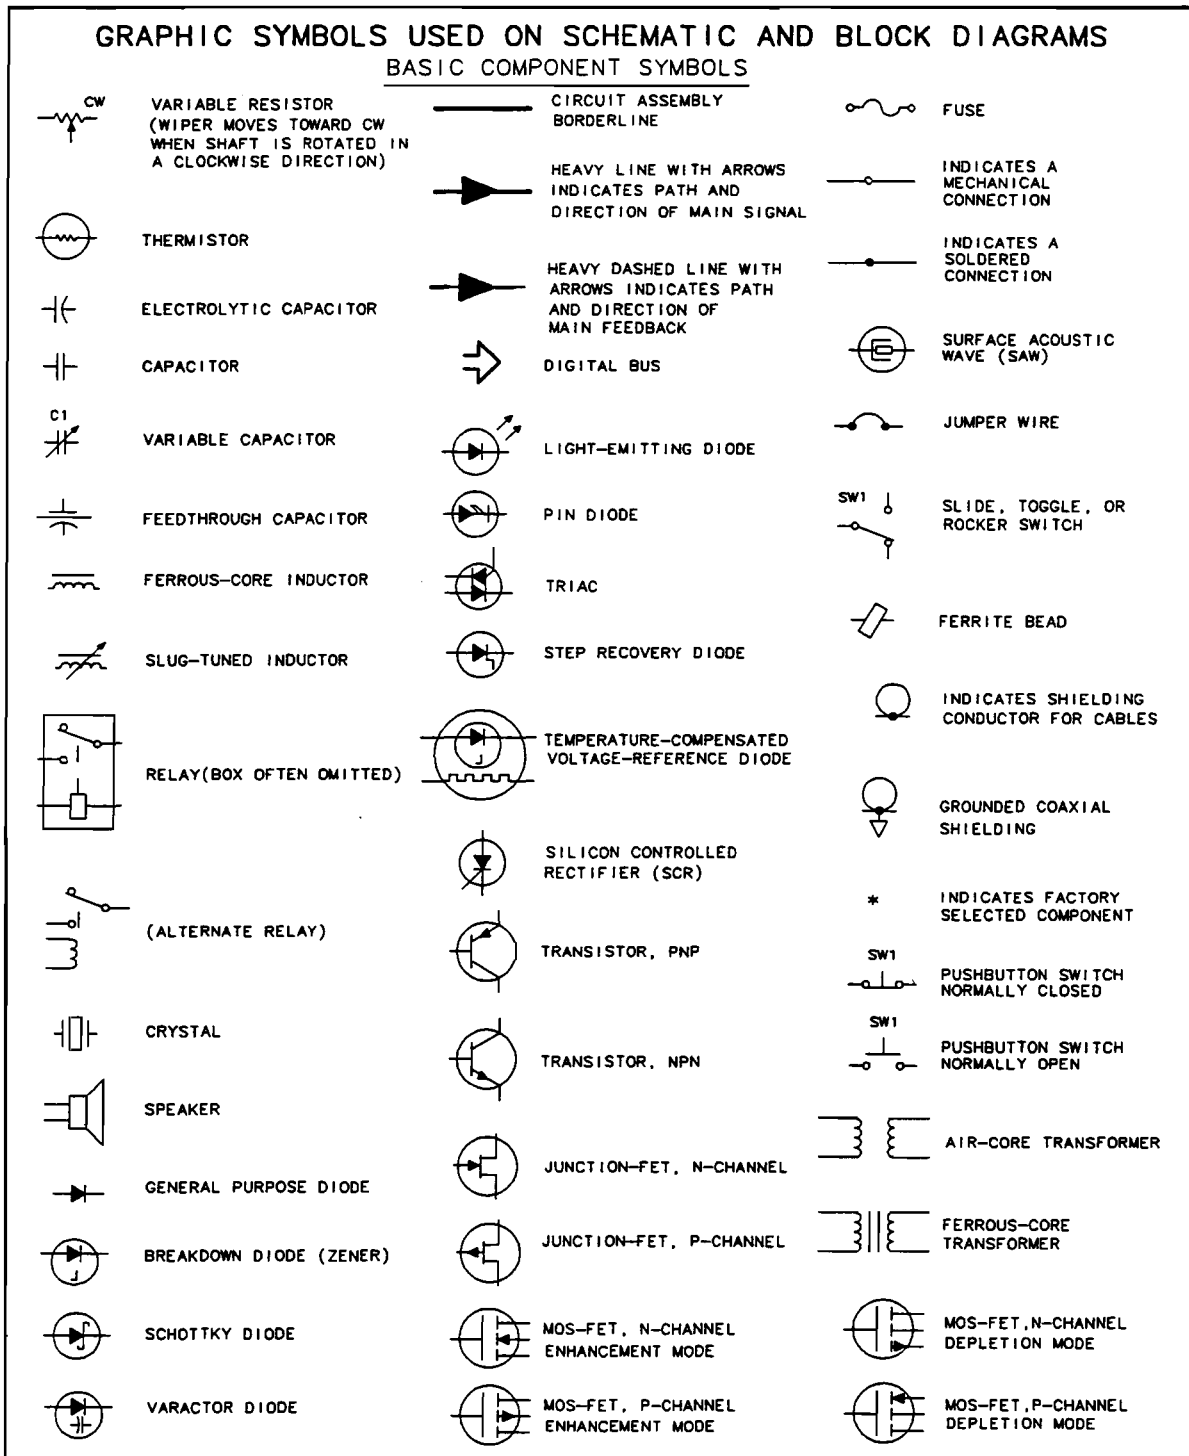 GRAPHIC SYMBOLS USED ON SCHEMATIC AND BLOCK DIAGRAMS
BASIC COMPONENT SYMBOLS
CW
VARIABLE RESISTOR
(WIPER MOVES TOWARD CW
WHEN SHAFT IS ROTATED IN
A CLOCKWISE DIRECTION)
THERMISTOR
ELECTROLYTIC CAPACITOR
CAPACITOR
C1
VARIABLE CAPACITOR
FEEDTHROUGH CAPACITOR
FERROUS-CORE INDUCTOR
SLUG-TUNED INDUCTOR
RELAY(BOX OFTEN OMITTED)
(ALTERNATE RELAY)
CRYSTAL
SPEAKER
GENERAL PURPOSE DIODE
BREAKDOWN DIODE (ZENER)
SCHOTTKY DIODE
VARACTOR DIODE
CIRCUIT ASSEMBLY
BORDERLINE
HEAVY LINE WITH ARROWS
INDICATES PATH AND
DIRECTION OF MAIN SIGNAL
HEAVY DASHED LINE WITH
ARROWS INDICATES PATH
AND DIRECTION OF
MAIN FEEDBACK
DIGITAL BUS
LIGHT-EMITTING DIODE
PIN DIODE
TRIAC
STEP RECOVERY DIODE
TEMPERATURE-COMPENSATED
VOLTAGE-REFERENCE DIODE
SILICON CONTROLLED
RECTIFIER (SCR)
TRANSISTOR, PNP
TRANSISTOR, NPN
JUNCTION-FET, N-CHANNEL
JUNCTION-FET, P-CHANNEL
MOS-FET, N-CHANNEL
ENHANCEMENT MODE
MOS-FET, P-CHANNEL
ENHANCEMENT MODE
FUSE
INDICATES A
MECHANICAL
CONNECTION
INDICATES A
SOLDERED
CONNECTION
SURFACE ACOUSTIC
WAVE (SAW)
JUMPER WIRE
SW1
SLIDE, TOGGLE, OR
ROCKER SWITCH
FERRITE BEAD
INDICATES SHIELDING
CONDUCTOR FOR CABLES
GROUNDED COAXIAL
SHIELDING
*
INDICATES FACTORY
SELECTED COMPONENT
SW1
PUSHBUTTON SWITCH
NORMALLY CLOSED
SW1
PUSHBUTTON SWITCH
NORMALLY OPEN
AIR-CORE TRANSFORMER
FERROUS-CORE
TRANSFORMER
MOS-FET,N-CHANNEL
DEPLETION MODE
MOS-FET,P-CHANNEL
DEPLETION MODE